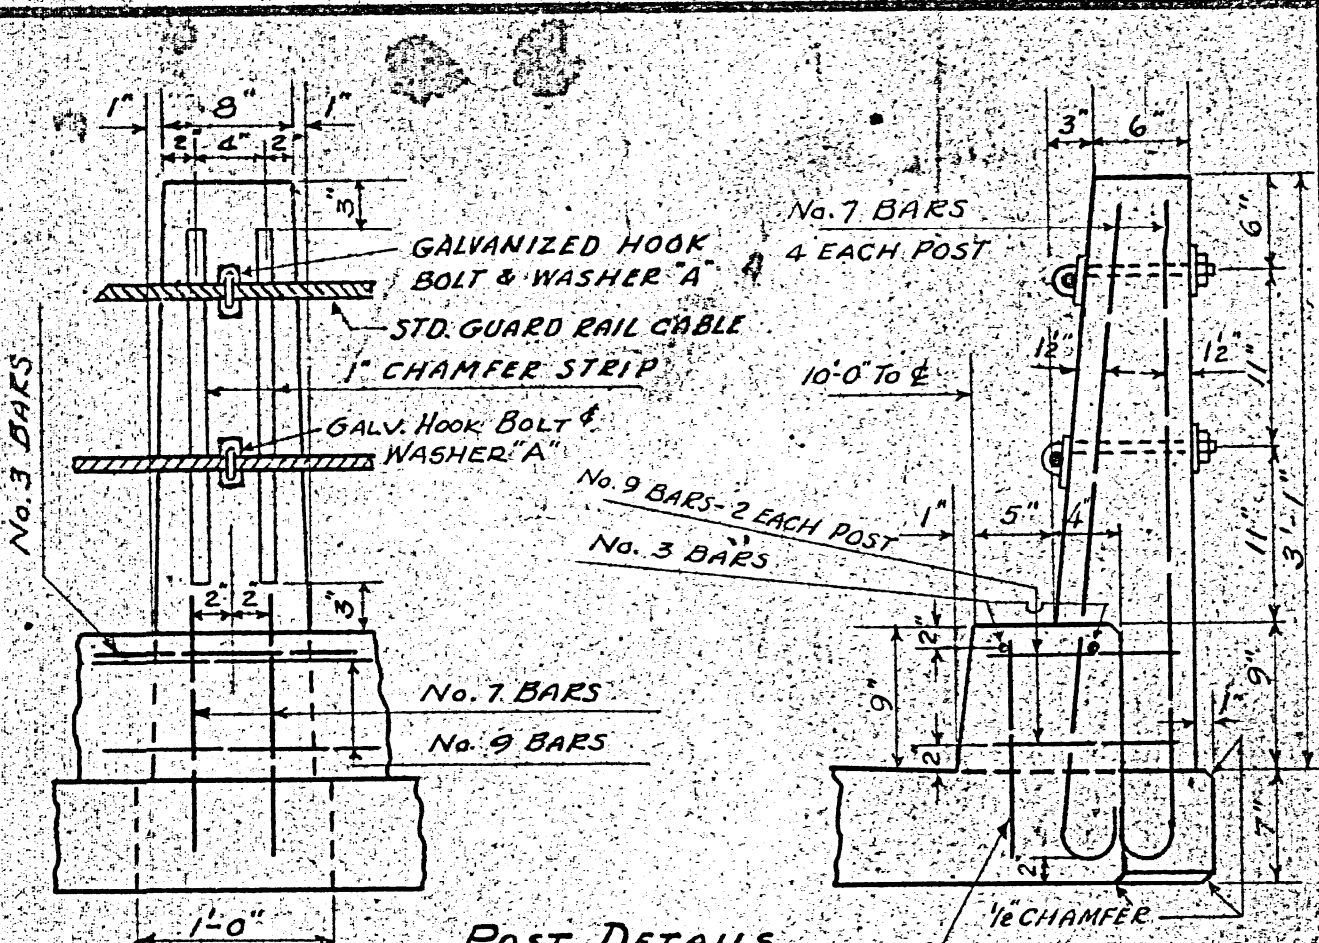 1" 8" 1"
2" 4" 2"
3"
GALVANIZED HOOK
BOLT & WASHER "A"
STD. GUARD RAIL CABLE
1" CHAMFER STRIP
GALV. HOOK BOLT &
WASHER "A"
No. 3 BARS
2" 2"
3"
No. 7 BARS
No. 9 BARS
1'-0"
POST DETAILS
3" 6"
No. 7 BARS
4 EACH POST
6"
1½" 1½"
11"
10'-0" TO ℄
No. 9 BARS - 2 EACH POST
No. 3 BARS
1" 5" 4"
11"
3'-1"
2"
9"
9"
2"
7"
2"
½" CHAMFER